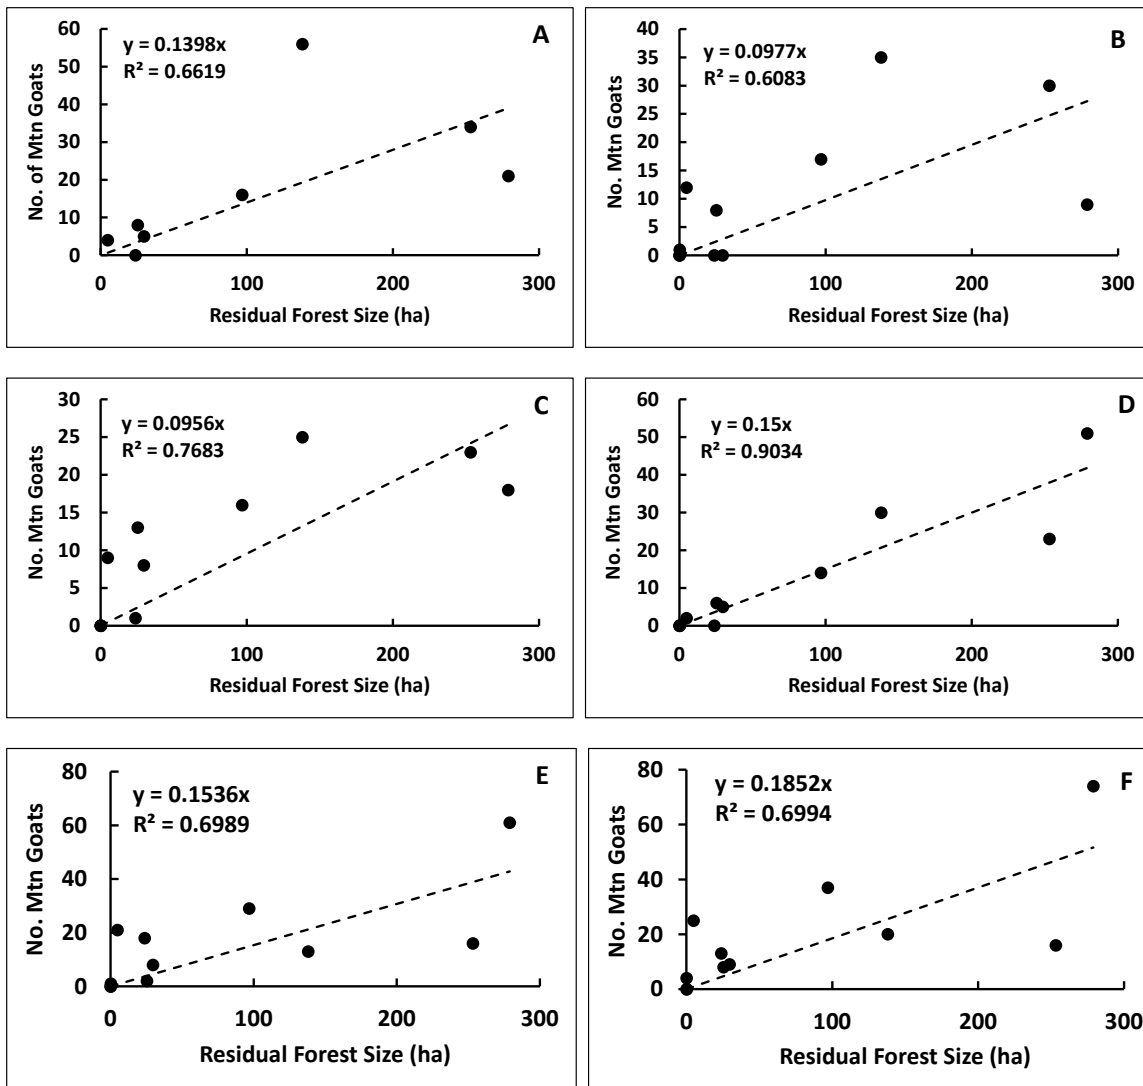 A
y = 0.1398x
R² = 0.6619
No. of Mtn Goats
60
50
40
30
20
10
0
0 100 200 300
Residual Forest Size (ha)
B
y = 0.0977x
R² = 0.6083
No. Mtn Goats
40
35
30
25
20
15
10
5
0
0 100 200 300
Residual Forest Size (ha)
C
y = 0.0956x
R² = 0.7683
No. Mtn Goats
30
25
20
15
10
5
0
0 100 200 300
Residual Forest Size (ha)
D
y = 0.15x
R² = 0.9034
No. Mtn Goats
60
50
40
30
20
10
0
0 100 200 300
Residual Forest Size (ha)
E
y = 0.1536x
R² = 0.6989
No. Mtn Goats
80
60
40
20
0
0 100 200 300
Residual Forest Size (ha)
F
y = 0.1852x
R² = 0.6994
No. Mtn Goats
80
60
40
20
0
0 100 200 300
Residual Forest Size (ha)